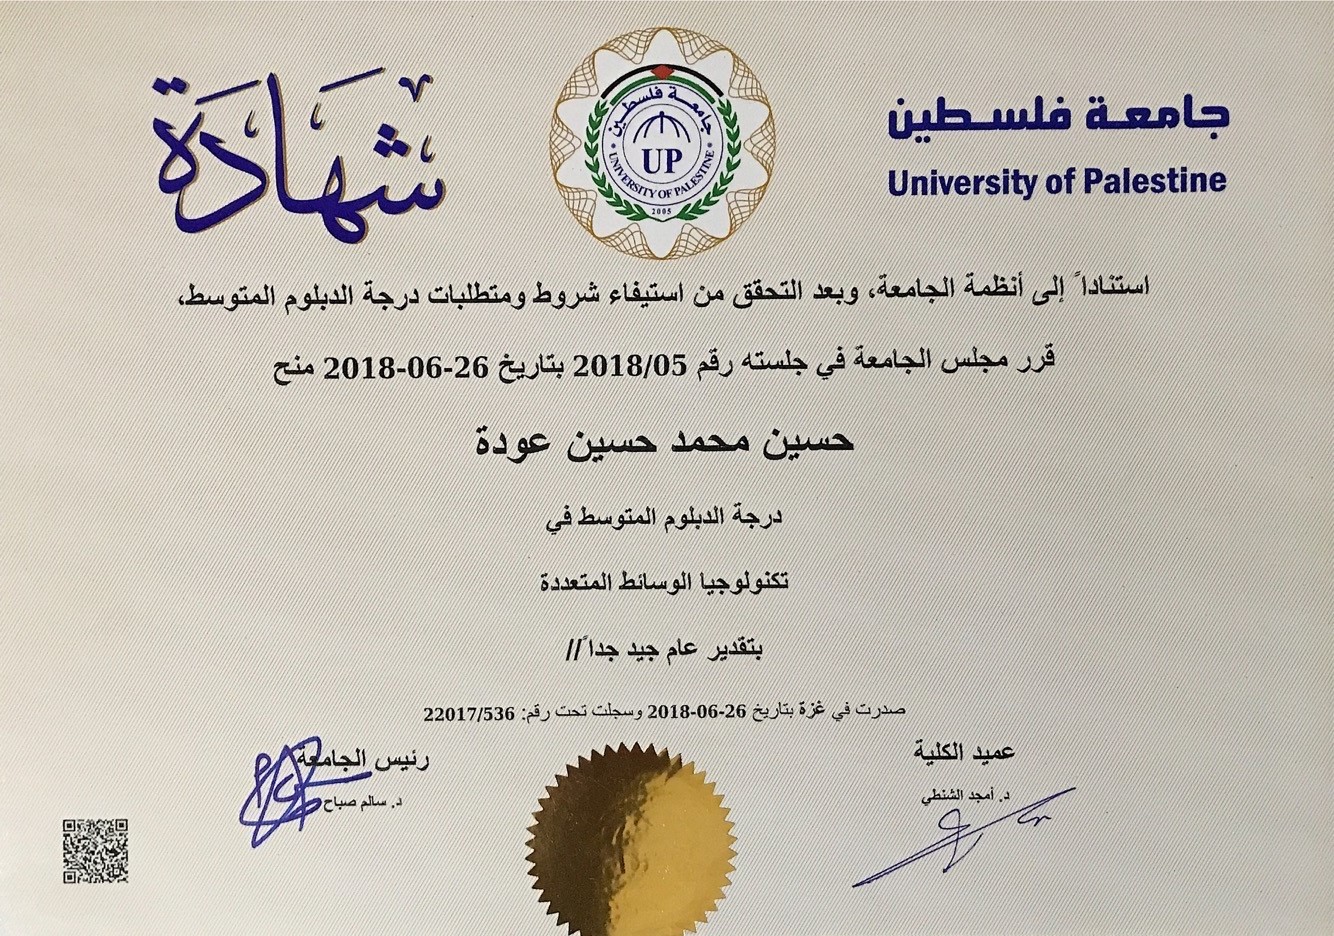 شَهَادَة
جامعة فلسطين
UP
UNIVERSITY OF PALESTINE
2005
جامعة فلسطين
University of Palestine
استناداً إلى أنظمة الجامعة، وبعد التحقق من استيفاء شروط ومتطلبات درجة الدبلوم المتوسط،
قرر مجلس الجامعة في جلسته رقم 2018/05 بتاريخ 26-06-2018 منح
حسين محمد حسين عودة
درجة الدبلوم المتوسط في
تكنولوجيا الوسائط المتعددة
بتقدير عام جيد جداً//
صدرت في غزة بتاريخ 26-06-2018 وسجلت تحت رقم: 22017/536
عميد الكلية
د. أمجد الشنطي
رئيس الجامعة
د. سالم صباح